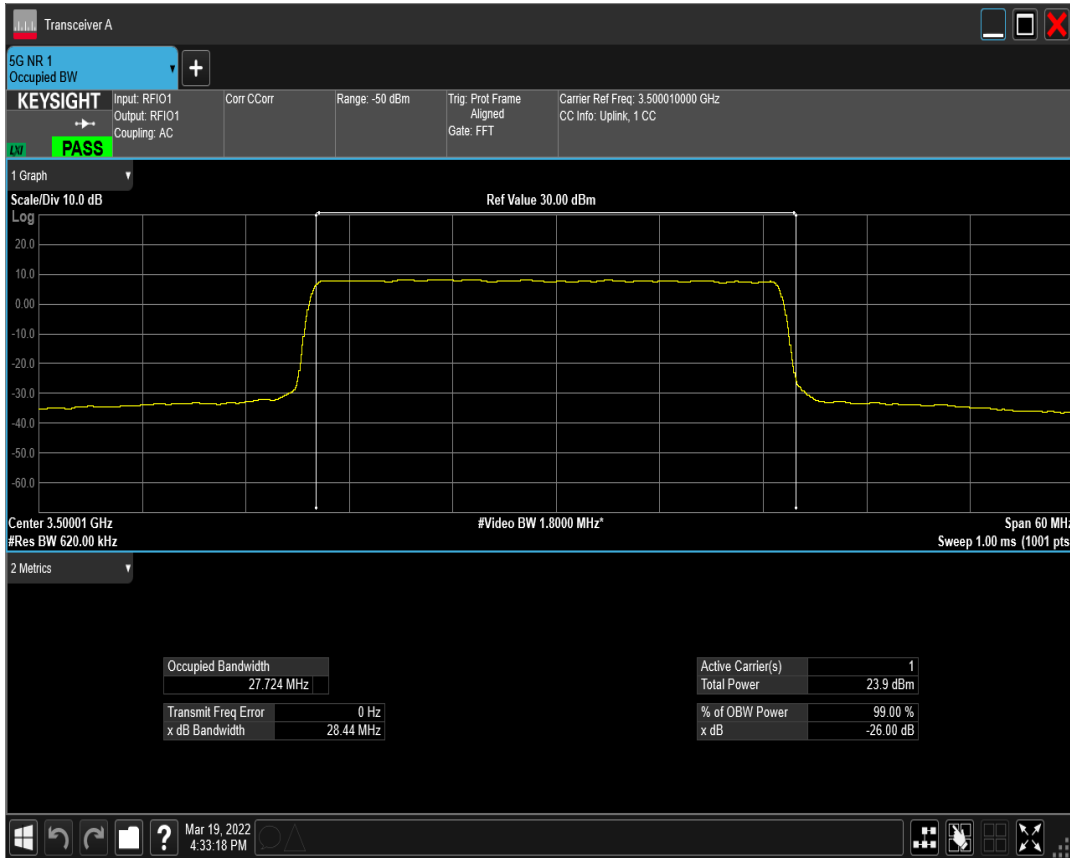 Transceiver A
5G NR 1
Occupied BW
+
KEYSIGHT
LXI
PASS
Input: RFIO1
Output: RFIO1
Coupling: AC
Corr CCorr
Range: -50 dBm
Trig: Prot Frame
Aligned
Gate: FFT
Carrier Ref Freq: 3.500010000 GHz
CC Info: Uplink, 1 CC
1 Graph
Scale/Div 10.0 dB
Ref Value 30.00 dBm
Log
20.0
10.0
0.00
-10.0
-20.0
-30.0
-40.0
-50.0
-60.0
Center 3.50001 GHz
#Video BW 1.8000 MHz*
Span 60 MHz
#Res BW 620.00 kHz
Sweep 1.00 ms (1001 pts
2 Metrics
Occupied Bandwidth
27.724 MHz
Transmit Freq Error 0 Hz
x dB Bandwidth 28.44 MHz
Active Carrier(s) 1
Total Power 23.9 dBm
% of OBW Power 99.00 %
x dB -26.00 dB
?
Mar 19, 2022
4:33:18 PM